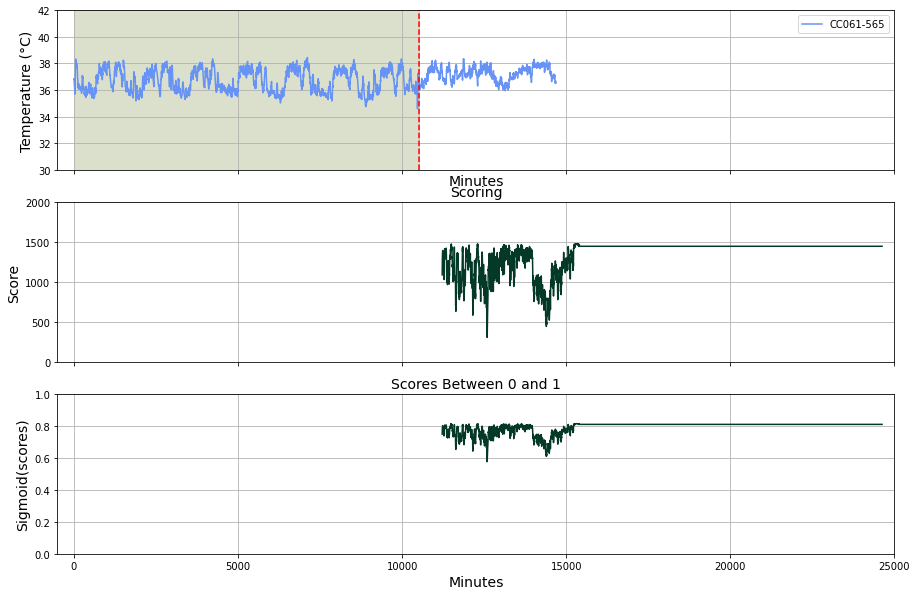 42
40
38
36
34
32
30
Temperature (°C)
CC061-565
Minutes
Scoring
2000
1500
1000
500
0
Score
Scores Between 0 and 1
1.0
0.8
0.6
0.4
0.2
0.0
Sigmoid(scores)
0 5000 10000 15000 20000 25000
Minutes